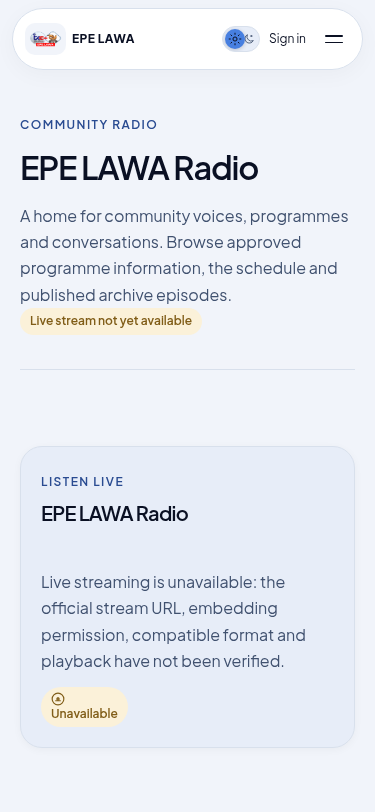 EPE LAWA
Sign in
COMMUNITY RADIO
EPE LAWA Radio
A home for community voices, programmes
and conversations. Browse approved
programme information, the schedule and
published archive episodes.
Live stream not yet available
LISTEN LIVE
EPE LAWA Radio
Live streaming is unavailable: the
official stream URL, embedding
permission, compatible format and
playback have not been verified.
Unavailable